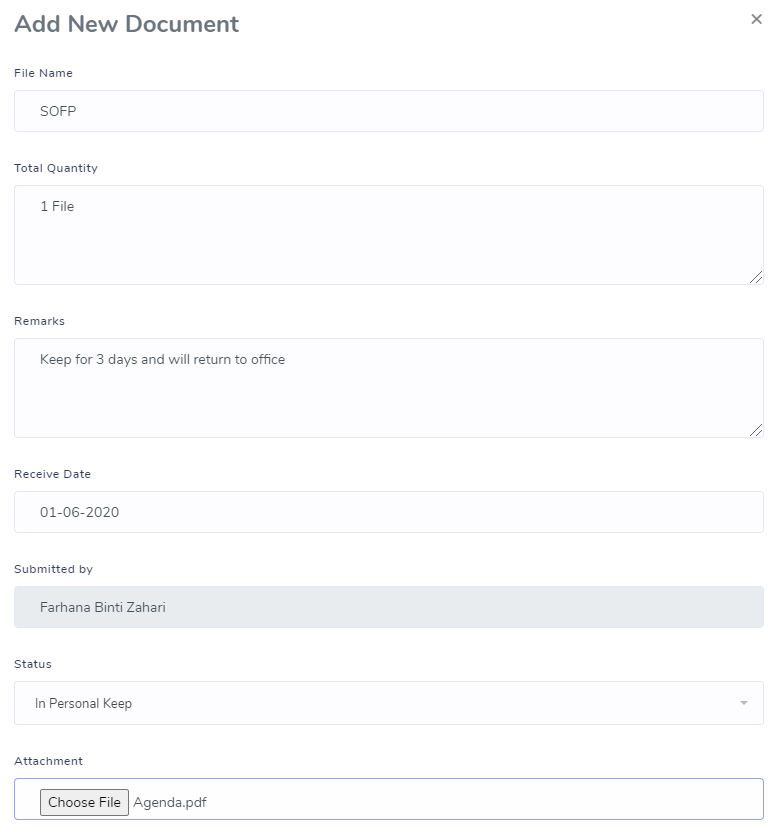 Add New Document
×
File Name
SOFP
Total Quantity
1 File
Remarks
Keep for 3 days and will return to office
Receive Date
01-06-2020
Submitted by
Farhana Binti Zahari
Status
In Personal Keep
Attachment
Choose File Agenda.pdf